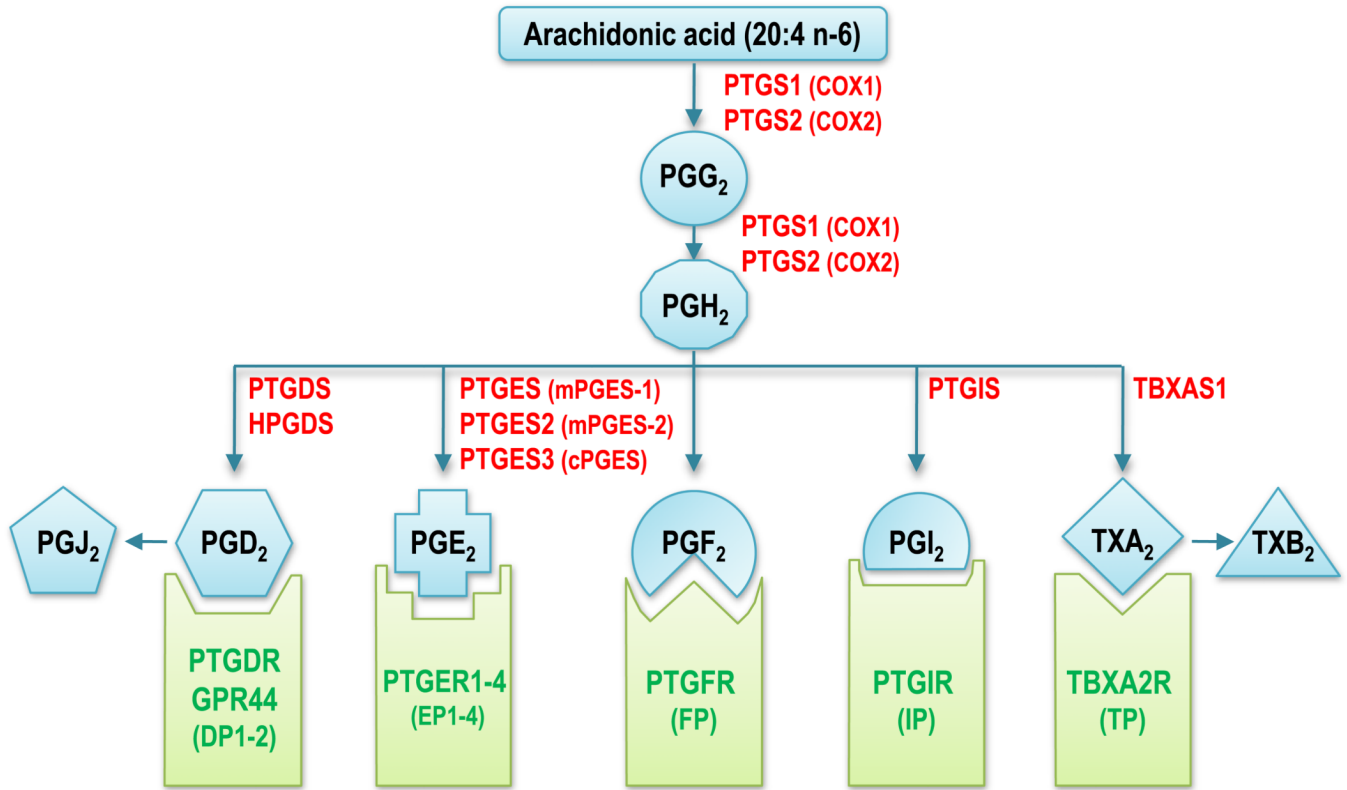 Arachidonic acid (20:4 n-6)
PTGS1 (COX1)
PTGS2 (COX2)
PGG₂
PTGS1 (COX1)
PTGS2 (COX2)
PGH₂
PTGDS
HPGDS
PTGES (mPGES-1)
PTGES2 (mPGES-2)
PTGES3 (cPGES)
PTGIS
TBXAS1
PGJ₂
PGD₂
PGE₂
PGF₂
PGI₂
TXA₂
TXB₂
PTGDR
GPR44
(DP1-2)
PTGER1-4
(EP1-4)
PTGFR
(FP)
PTGIR
(IP)
TBXA2R
(TP)